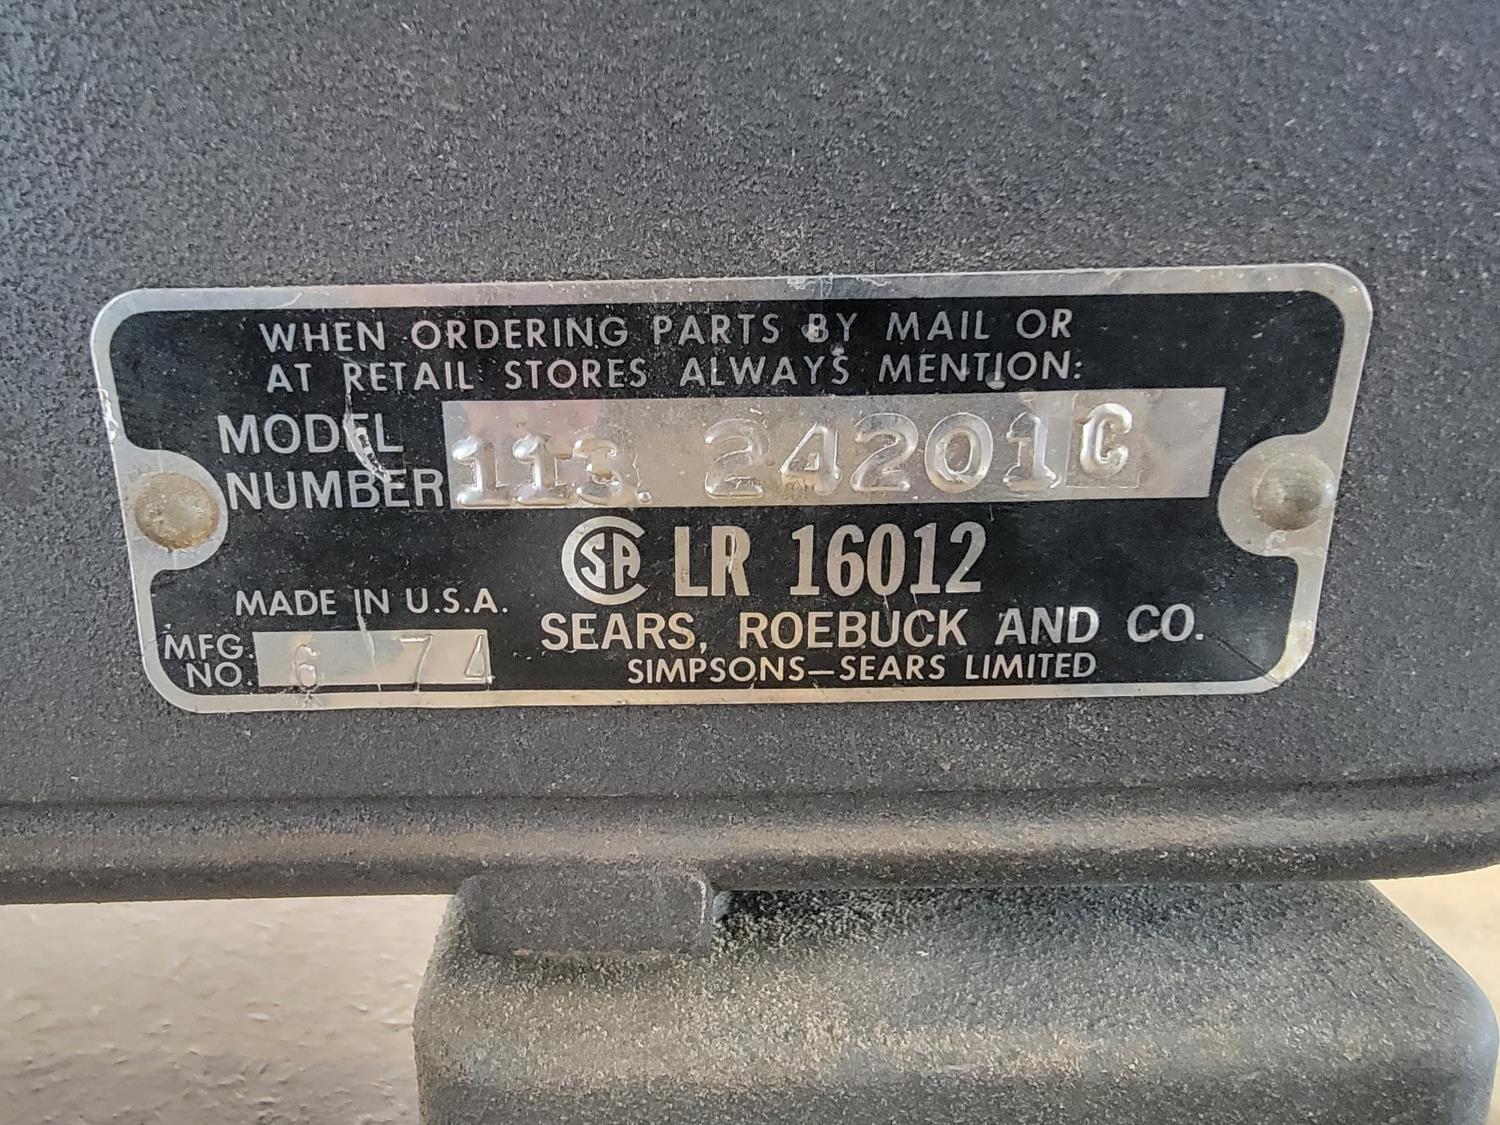 WHEN ORDERING PARTS BY MAIL OR
AT RETAIL STORES ALWAYS MENTION:
MODEL
NUMBER 113. 24201C
SA LR 16012
MADE IN U.S.A.
SEARS, ROEBUCK AND CO.
MFG.
NO. 6 74
SIMPSONS—SEARS LIMITED